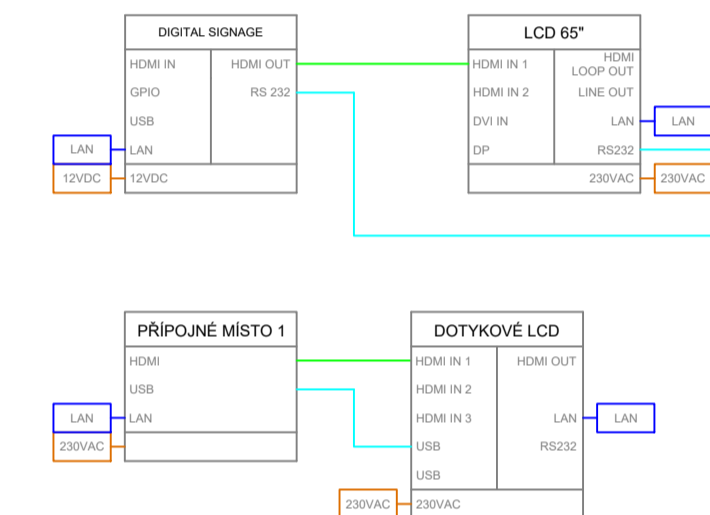 DIGITAL SIGNAGE
HDMI IN HDMI OUT
GPIO RS 232
USB
LAN LAN
12VDC 12VDC
LCD 65"
HDMI IN 1 HDMI
LOOP OUT
HDMI IN 2 LINE OUT
DVI IN LAN LAN
DP RS232
230VAC 230VAC
PŘÍPOJNÉ MÍSTO 1
HDMI
USB
LAN LAN
230VAC
DOTYKOVÉ LCD
HDMI IN 1 HDMI OUT
HDMI IN 2
HDMI IN 3 LAN LAN
USB RS232
USB
230VAC 230VAC